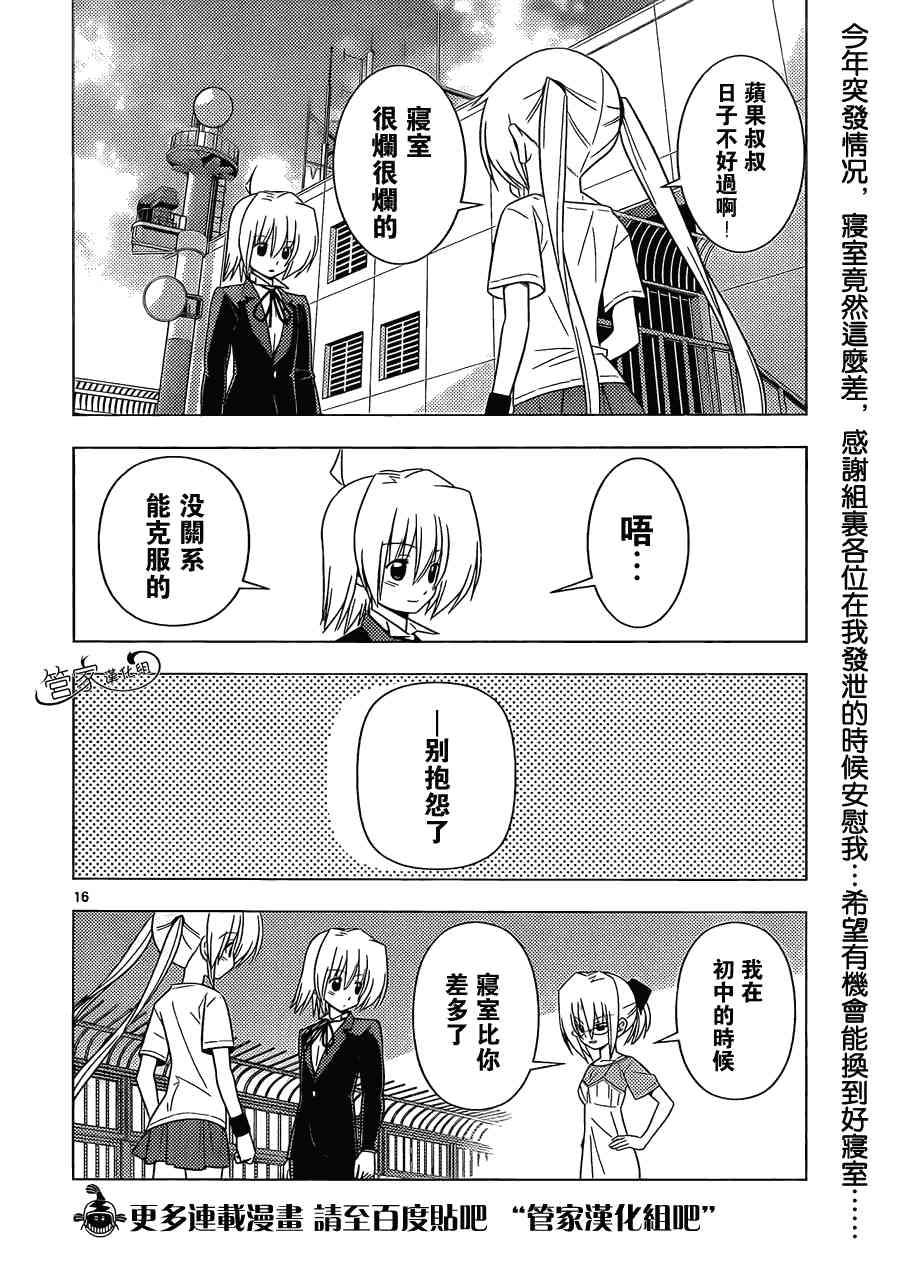 今年突發情況，寢室竟然這麼差，感謝組裏各位在我發泄的時候安慰我…希望有機會能換到好寢室……
蘋果叔叔
日子不好過啊！
寢室
很爛很爛的
唔…
没關系
能克服的
管家漢化組
—别抱怨了
16
我在
初中的時候
寢室比你
差多了
更多連載漫畫 請至百度貼吧 “管家漢化組吧”